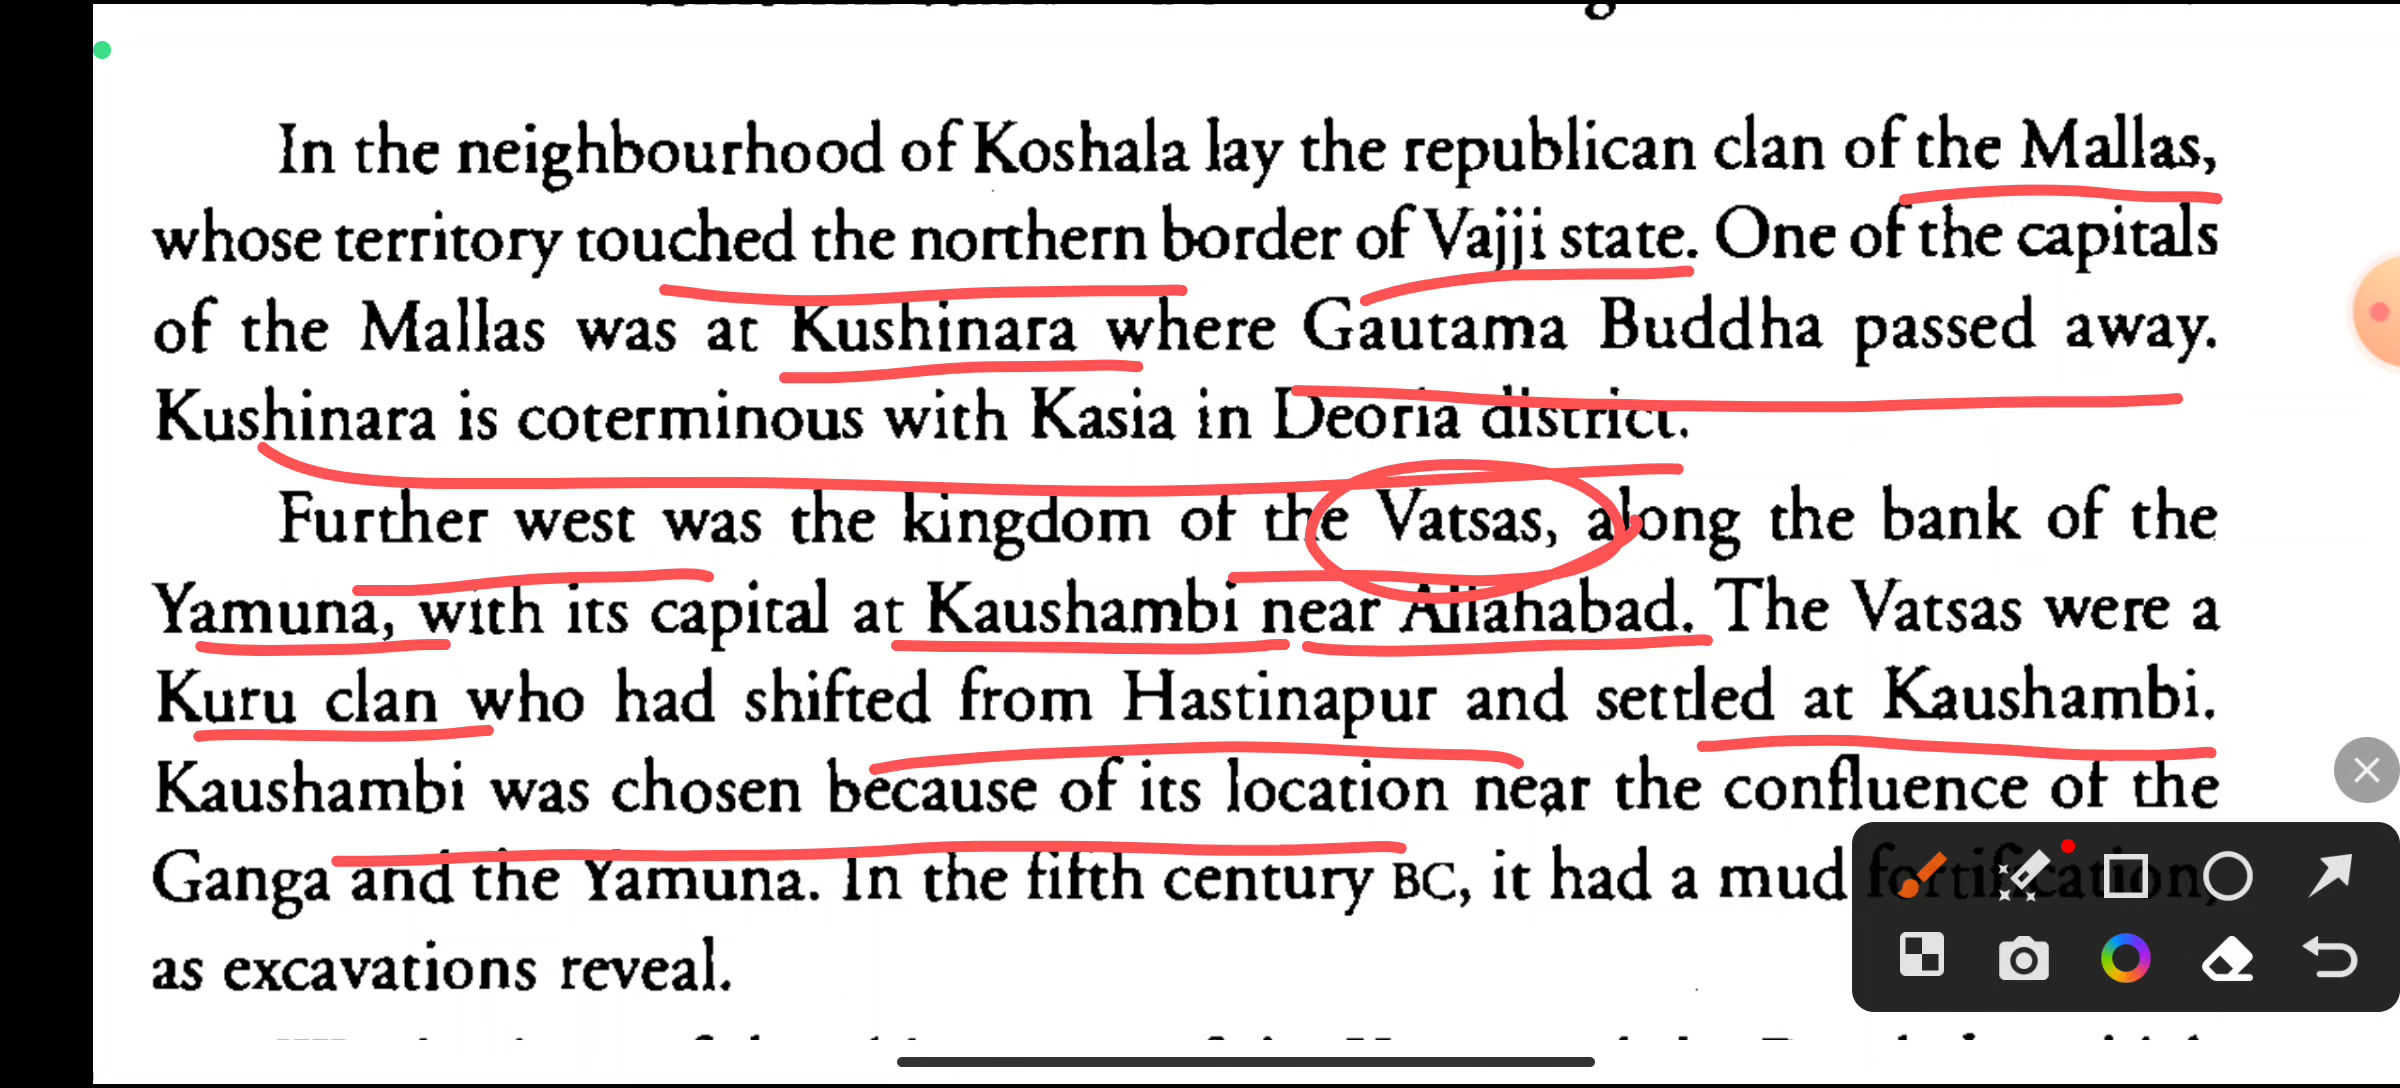 In the neighbourhood of Koshala lay the republican clan of the Mallas,
whose territory touched the northern border of Vajji state. One of the capitals
of the Mallas was at Kushinara where Gautama Buddha passed away.
Kushinara is coterminous with Kasia in Deoria district.
Further west was the kingdom of the Vatsas, along the bank of the
Yamuna, with its capital at Kaushambi near Allahabad. The Vatsas were a
Kuru clan who had shifted from Hastinapur and settled at Kaushambi.
Kaushambi was chosen because of its location near the confluence of the
Ganga and the Yamuna. In the fifth century BC, it had a mud fortification,
as excavations reveal.